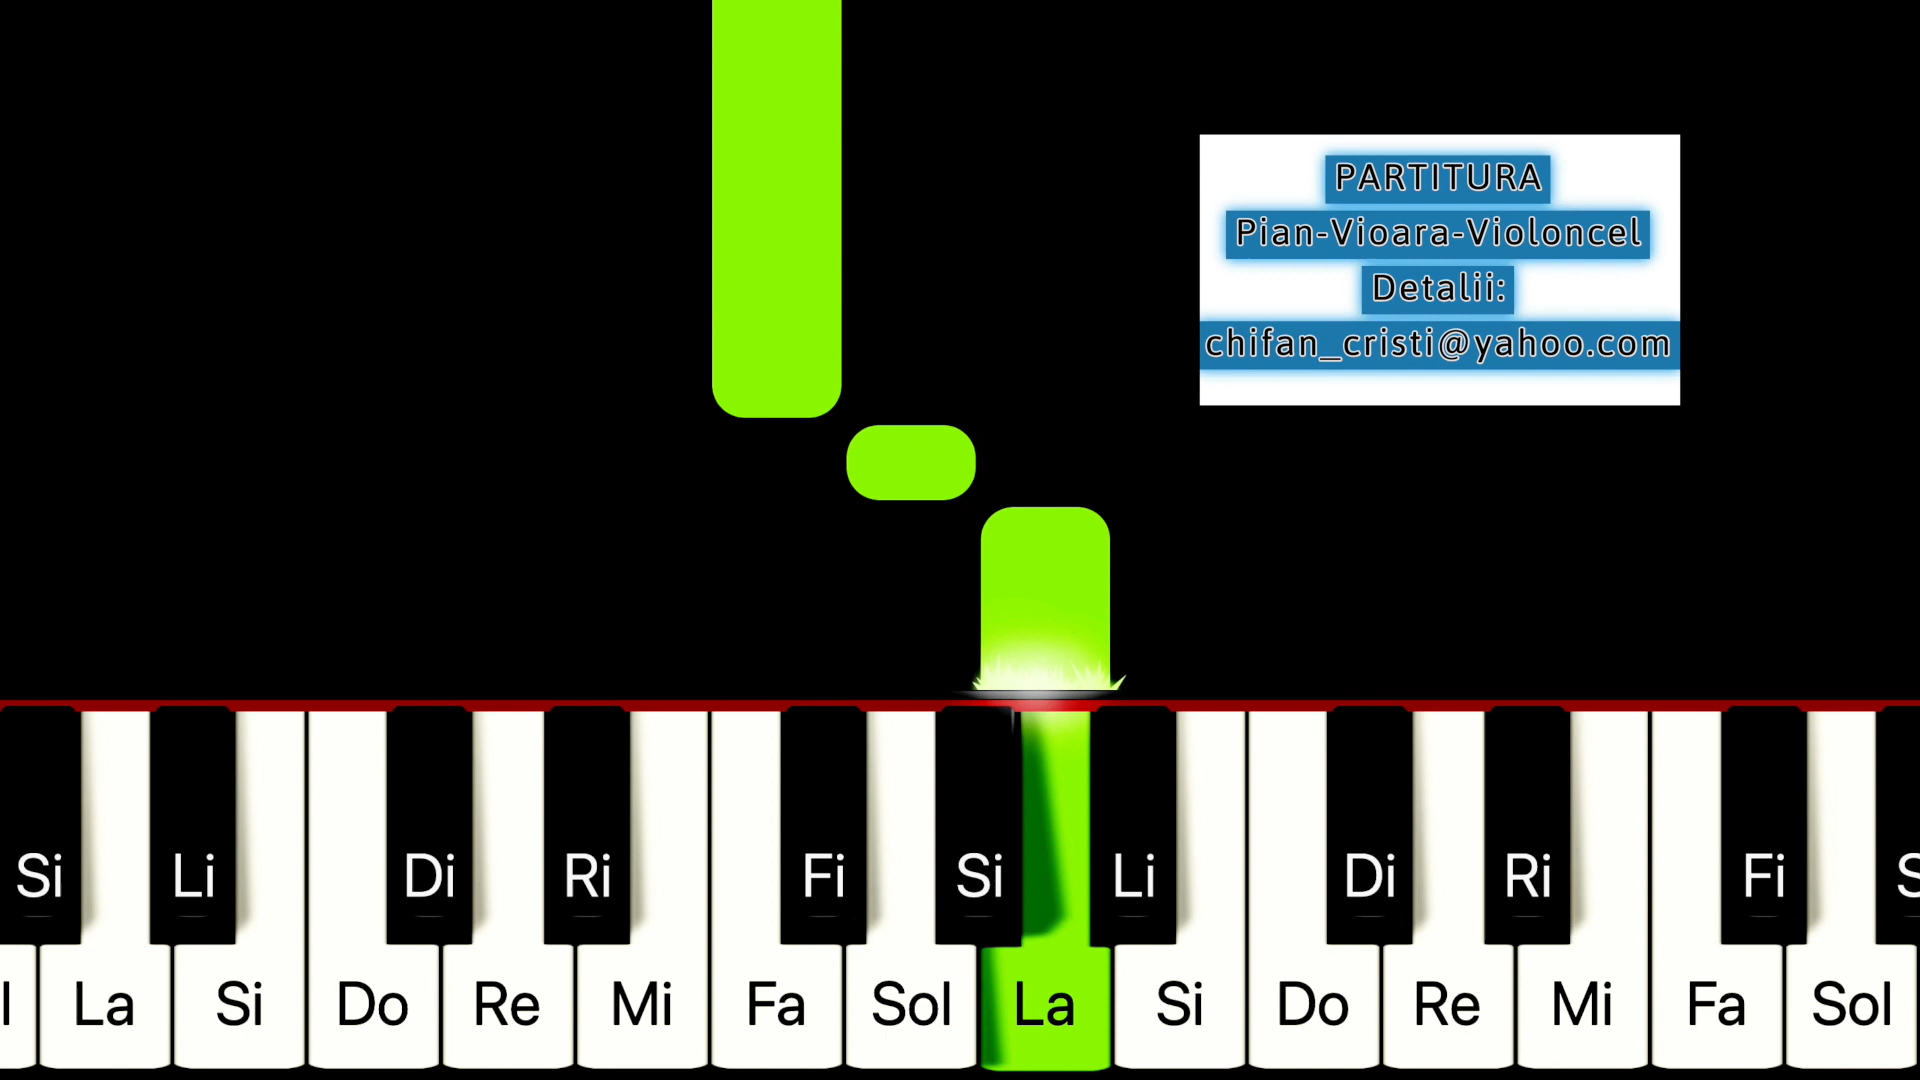 PARTITURA
Pian-Vioara-Violoncel
Detalii:
chifan_cristi@yahoo.com
Si Li Di Ri Fi Si Li Di Ri Fi S
l La Si Do Re Mi Fa Sol La Si Do Re Mi Fa Sol